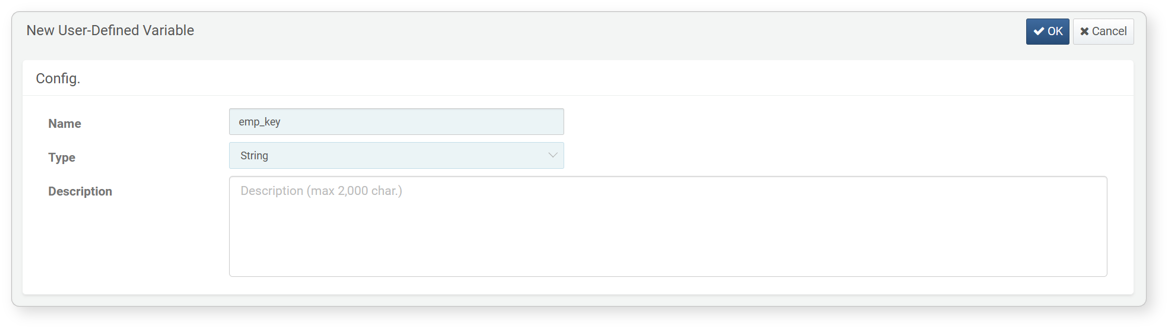 New User-Defined Variable
OK
Cancel
Config.
Name
emp_key
Type
String
Description
Description (max 2,000 char.)